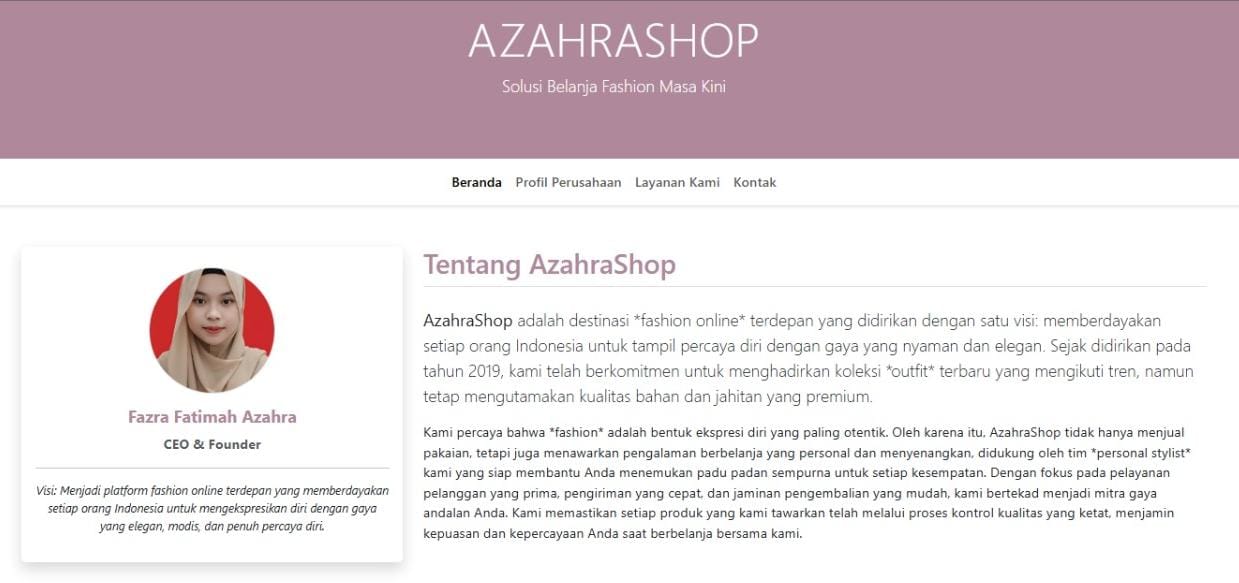 AZAHRASHOP
Solusi Belanja Fashion Masa Kini
Beranda Profil Perusahaan Layanan Kami Kontak
Fazra Fatimah Azahra
CEO & Founder
Visi: Menjadi platform fashion online terdepan yang memberdayakan
setiap orang Indonesia untuk mengekspresikan diri dengan gaya
yang elegan, modis, dan penuh percaya diri.
Tentang AzahraShop
AzahraShop adalah destinasi *fashion online* terdepan yang didirikan dengan satu visi: memberdayakan
setiap orang Indonesia untuk tampil percaya diri dengan gaya yang nyaman dan elegan. Sejak didirikan pada
tahun 2019, kami telah berkomitmen untuk menghadirkan koleksi *outfit* terbaru yang mengikuti tren, namun
tetap mengutamakan kualitas bahan dan jahitan yang premium.
Kami percaya bahwa *fashion* adalah bentuk ekspresi diri yang paling otentik. Oleh karena itu, AzahraShop tidak hanya menjual
pakaian, tetapi juga menawarkan pengalaman berbelanja yang personal dan menyenangkan, didukung oleh tim *personal stylist*
kami yang siap membantu Anda menemukan padu padan sempurna untuk setiap kesempatan. Dengan fokus pada pelayanan
pelanggan yang prima, pengiriman yang cepat, dan jaminan pengembalian yang mudah, kami bertekad menjadi mitra gaya
andalan Anda. Kami memastikan setiap produk yang kami tawarkan telah melalui proses kontrol kualitas yang ketat, menjamin
kepuasan dan kepercayaan Anda saat berbelanja bersama kami.